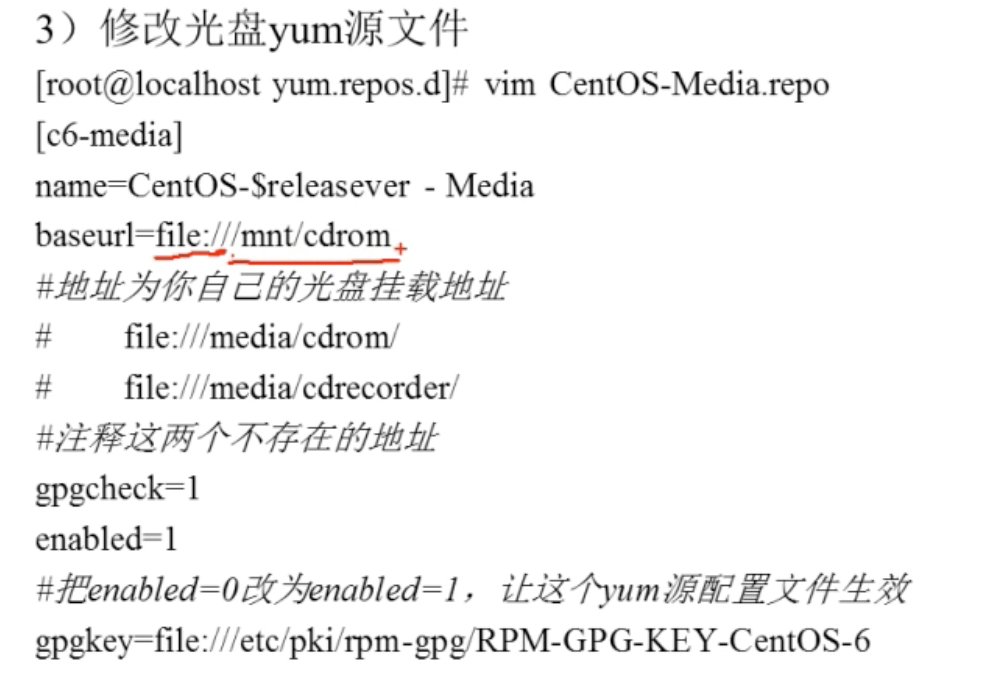 3）修改光盘yum源文件
[root@localhost yum.repos.d]# vim CentOS-Media.repo
[c6-media]
name=CentOS-$releasever - Media
baseurl=file:///mnt/cdrom
#地址为你自己的光盘挂载地址
# file:///media/cdrom/
# file:///media/cdrecorder/
#注释这两个不存在的地址
gpgcheck=1
enabled=1
#把enabled=0改为enabled=1，让这个yum源配置文件生效
gpgkey=file:///etc/pki/rpm-gpg/RPM-GPG-KEY-CentOS-6